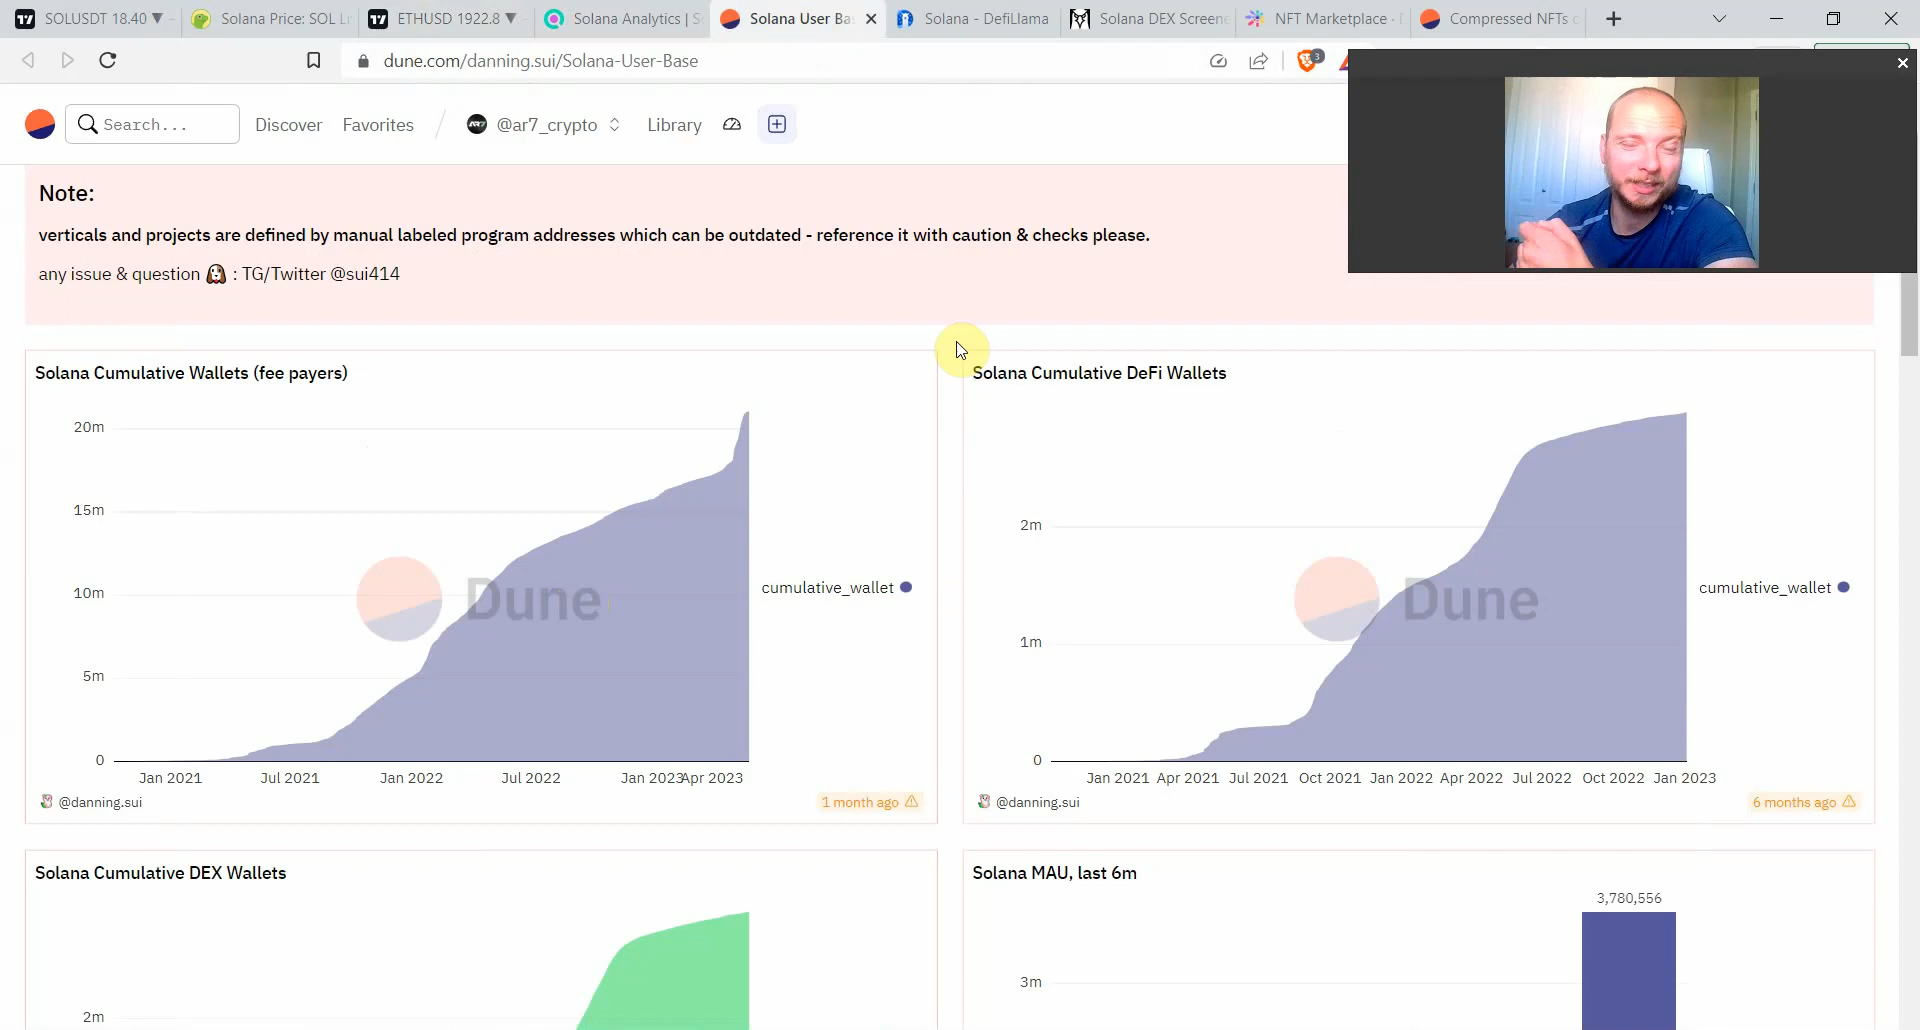 SOLUSDT 18.40 ▼
Solana Price: SOL Li
ETHUSD 1922.8 ▼
Solana Analytics | S
Solana User Ba
Solana - DefiLlama
Solana DEX Screene
NFT Marketplace ·
Compressed NFTs
dune.com/danning.sui/Solana-User-Base
3
Search...
Discover
Favorites
@ar7_crypto
Library
Note:
verticals and projects are defined by manual labeled program addresses which can be outdated - reference it with caution & checks please.
any issue & question : TG/Twitter @sui414
Solana Cumulative Wallets (fee payers)
20m
15m
10m
5m
0
Jan 2021 Jul 2021 Jan 2022 Jul 2022 Jan 2023 Apr 2023
Dune
cumulative_wallet
@danning.sui
1 month ago
Solana Cumulative DeFi Wallets
2m
1m
0
Jan 2021 Apr 2021 Jul 2021 Oct 2021 Jan 2022 Apr 2022 Jul 2022 Oct 2022 Jan 2023
Dune
cumulative_wallet
@danning.sui
6 months ago
Solana Cumulative DEX Wallets
2m
Solana MAU, last 6m
3,780,556
3m